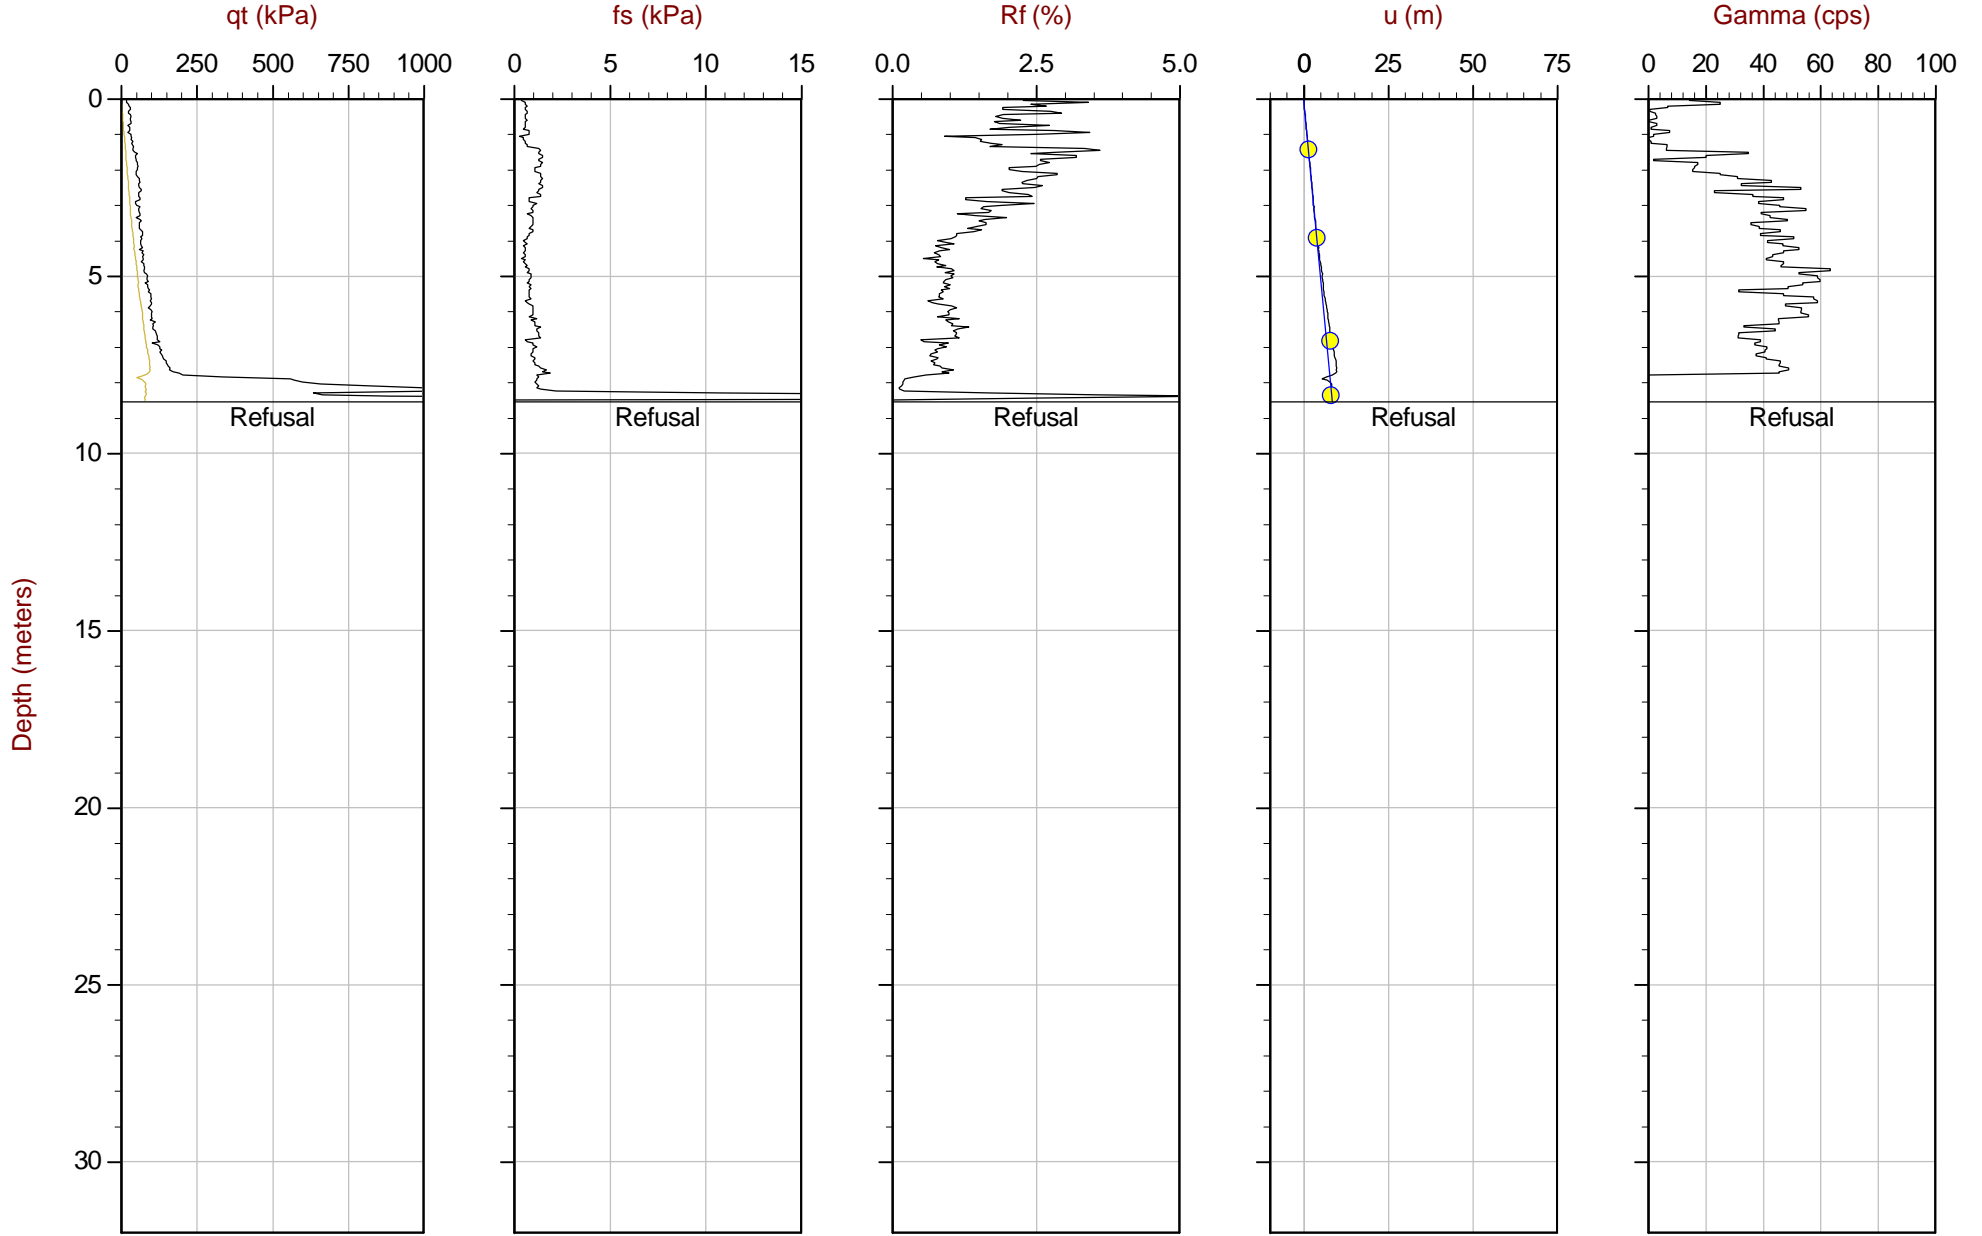 qt (kPa) fs (kPa) Rf (%) u (m) Gamma (cps)
0 250 500 750 1000 0 5 10 15 0.0 2.5 5.0 0 25 50 75 0 20 40 60 80 100
0
5
Refusal Refusal Refusal Refusal Refusal
10
15
Depth (meters)
20
25
30